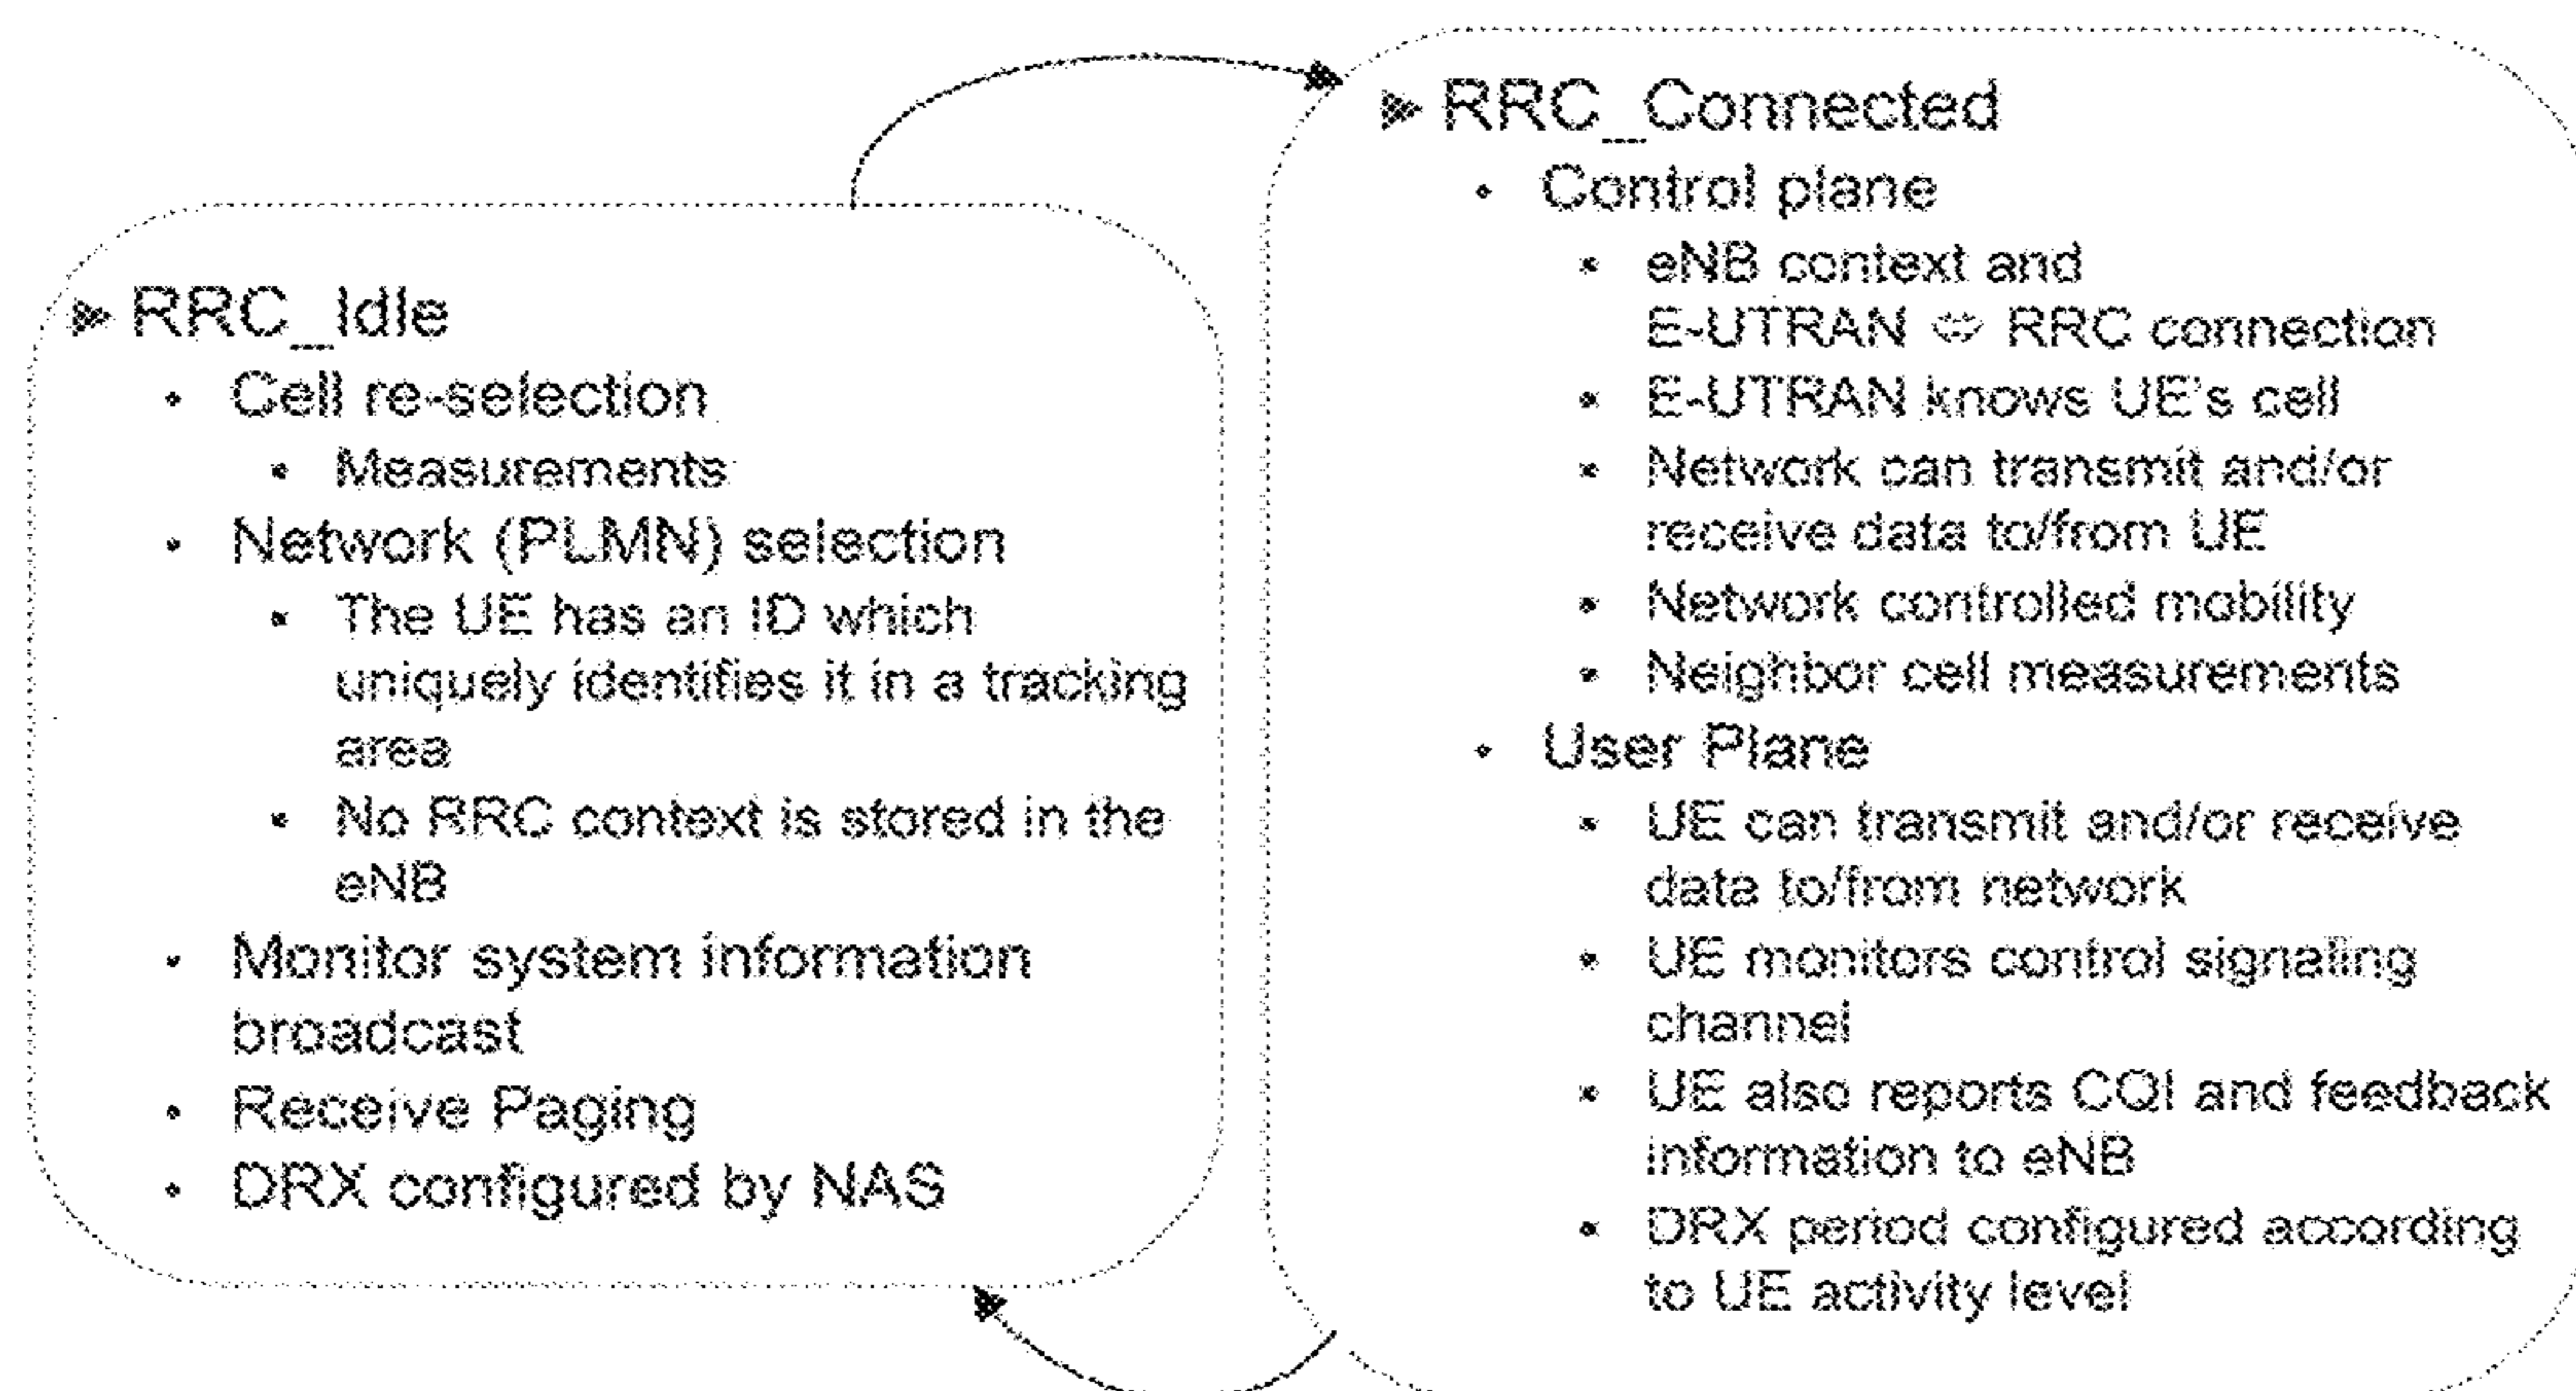 ► RRC_Idle
• Cell re-selection
• Measurements
• Network (PLMN) selection
• The UE has an ID which
uniquely identifies it in a tracking
area
• No RRC context is stored in the
eNB
• Monitor system information
broadcast
• Receive Paging
• DRX configured by NAS
► RRC_Connected
• Control plane
• eNB context and
E-UTRAN ⇔ RRC connection
• E-UTRAN knows UE's cell
• Network can transmit and/or
receive data to/from UE
• Network controlled mobility
• Neighbor cell measurements
• User Plane
• UE can transmit and/or receive
data to/from network
• UE monitors control signaling
channel
• UE also reports CQI and feedback
information to eNB
• DRX period configured according
to UE activity level